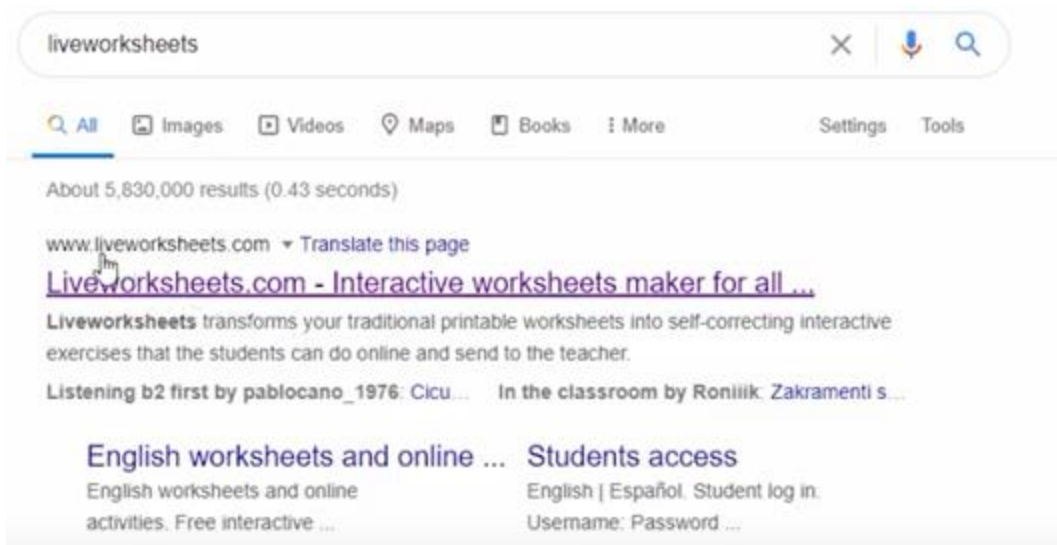 liveworksheets
All Images Videos Maps Books More Settings Tools
About 5,830,000 results (0.43 seconds)
www.liveworksheets.com Translate this page
Liveworksheets.com - Interactive worksheets maker for all ...
Liveworksheets transforms your traditional printable worksheets into self-correcting interactive
exercises that the students can do online and send to the teacher.
Listening b2 first by pablocano_1976: Cicu... In the classroom by Roniiik: Zakramenti s...
English worksheets and online ... Students access
English worksheets and online English | Español. Student log in.
activities. Free interactive ... Username: Password ...